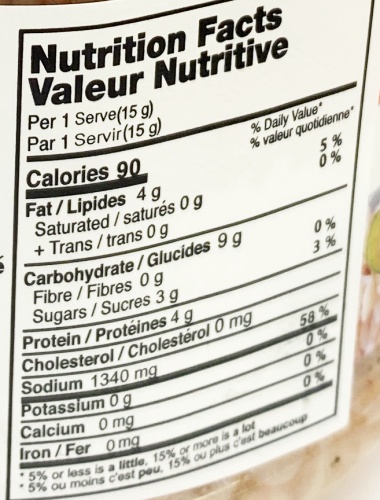 Nutrition Facts
Valeur Nutritive
Per 1 Serve(15 g)
Par 1 Servir(15 g)
% Daily Value*
% valeur quotidienne*
Calories 90
Fat / Lipides 4 g 5 %
Saturated / saturés 0 g 0 %
+ Trans / trans 0 g
Carbohydrate / Glucides 9 g
Fibre / Fibres 0 g 0 %
Sugars / Sucres 3 g 3 %
Protein / Protéines 4 g
Cholesterol / Cholestérol 0 mg
Sodium 1340 mg 58 %
Potassium 0 g 0 %
Calcium 0 mg 0 %
Iron / Fer 0 mg 0 %
* 5% or less is a little, 15% or more is a lot
* 5% ou moins c'est peu, 15% ou plus c'est beaucoup